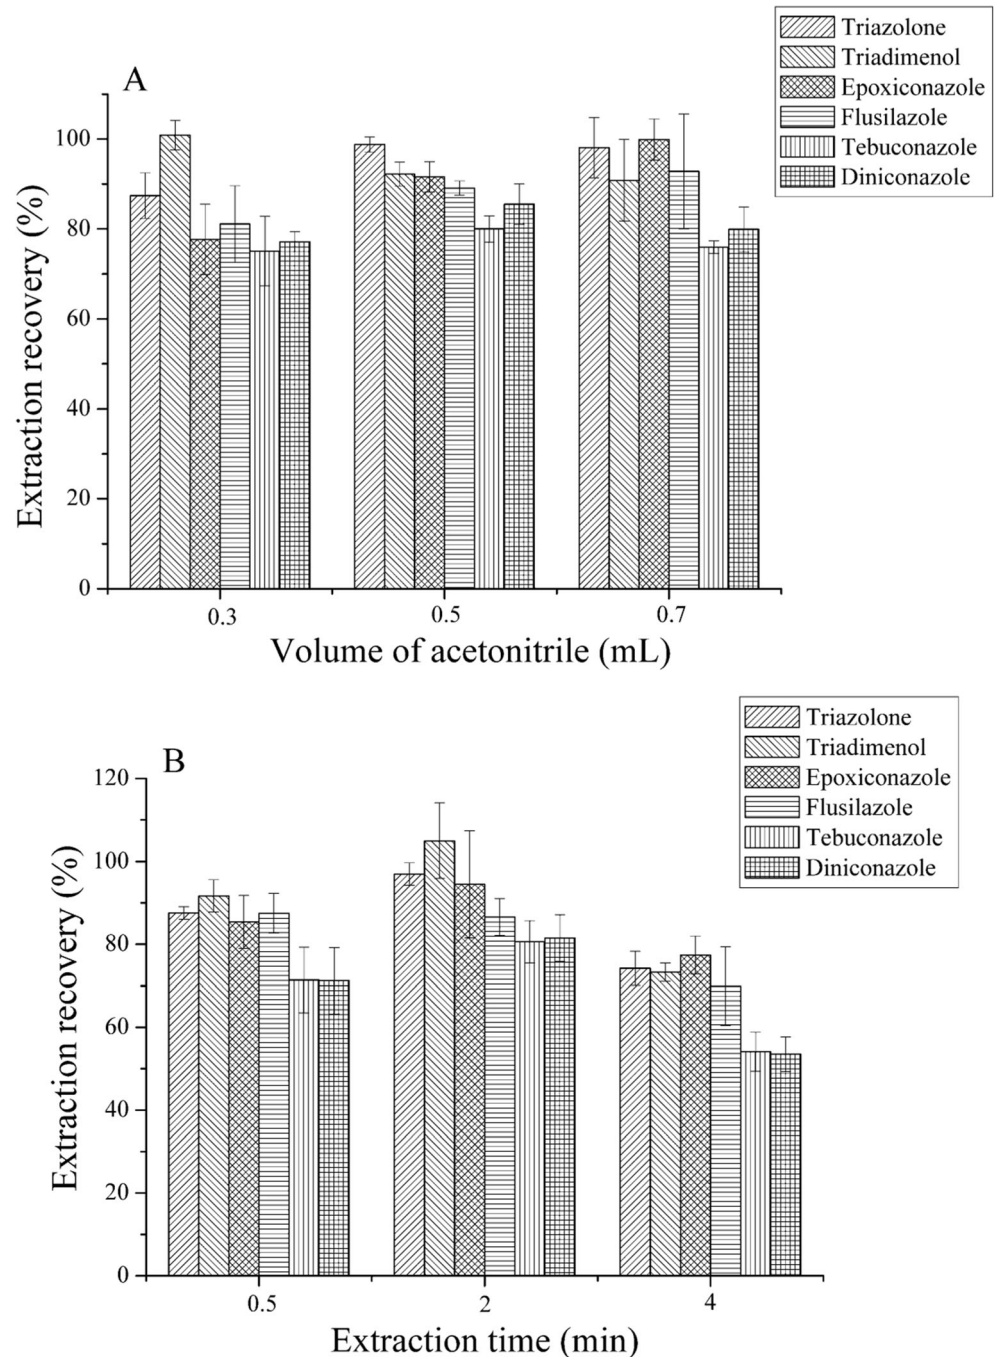 Triazolone
Triadimenol
Epoxiconazole
Flusilazole
Tebuconazole
Diniconazole
A
Extraction recovery (%)
100
80
60
40
20
0
0.3
0.5
0.7
Volume of acetonitrile (mL)
Triazolone
Triadimenol
Epoxiconazole
Flusilazole
Tebuconazole
Diniconazole
B
Extraction recovery (%)
120
100
80
60
40
20
0
0.5
2
4
Extraction time (min)